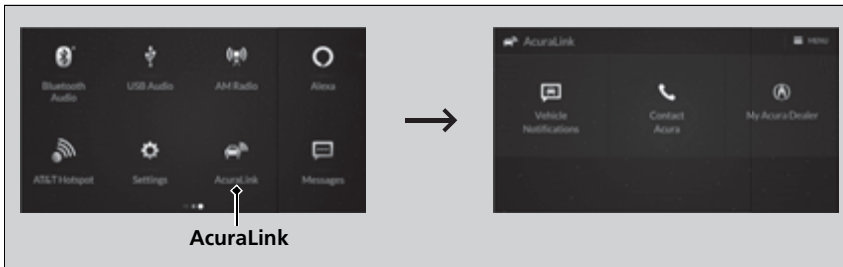 Bluetooth
Audio
USB Audio
AM Radio
Alexa
AT&T Hotspot
Settings
AcuraLink
Messages
AcuraLink
AcuraLink
MENU
Vehicle
Notifications
Contact
Acura
My Acura Dealer